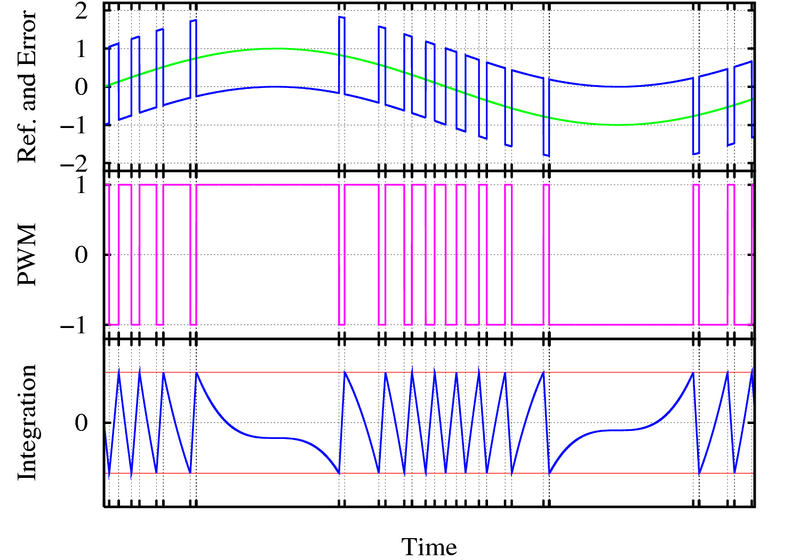 Ref. and Error
2
1
0
−1
−2
PWM
1
0
−1
Integration
0
Time